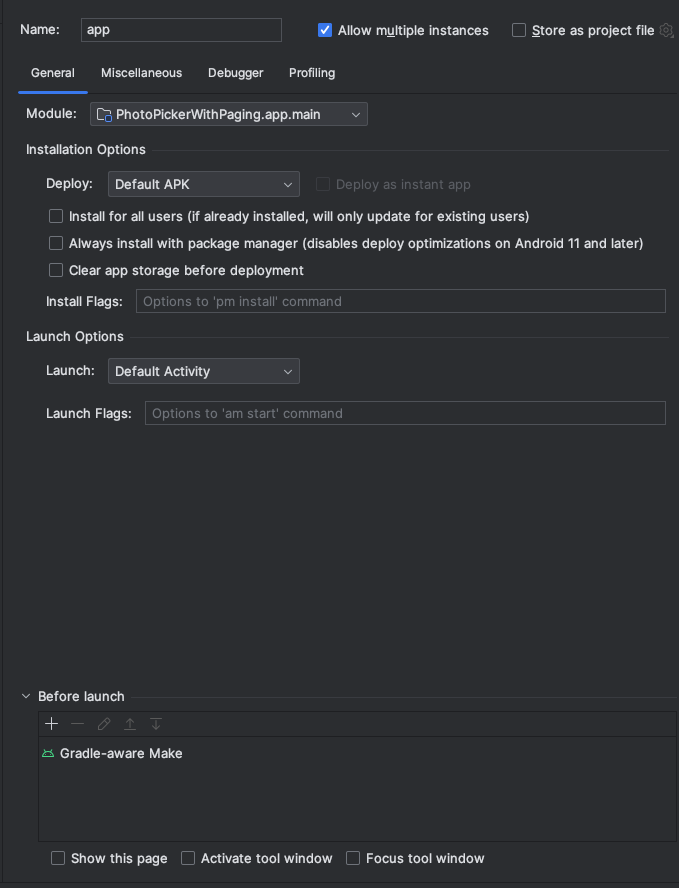 Name: app Allow multiple instances Store as project file
General Miscellaneous Debugger Profiling
Module: PhotoPickerWithPaging.app.main
Installation Options
Deploy: Default APK Deploy as instant app
Install for all users (if already installed, will only update for existing users)
Always install with package manager (disables deploy optimizations on Android 11 and later)
Clear app storage before deployment
Install Flags: Options to 'pm install' command
Launch Options
Launch: Default Activity
Launch Flags: Options to 'am start' command
Before launch
Gradle-aware Make
Show this page Activate tool window Focus tool window